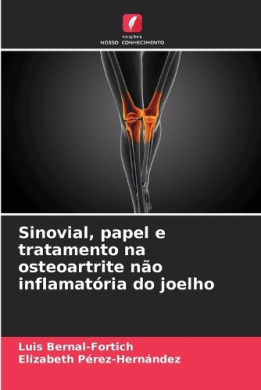 edições
NOSSO CONHECIMENTO
Sinovial, papel e
tratamento na
osteoartrite não
inflamatória do joelho
Luis Bernal-Fortich
Elizabeth Pérez-Hernández